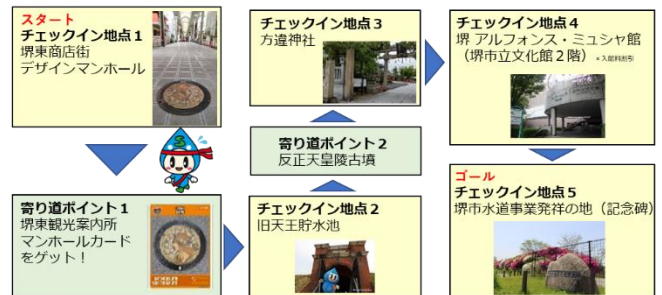 スタート
チェックイン地点1
堺東商店街
デザインマンホール
寄り道ポイント1
堺東観光案内所
マンホールカード
をゲット!
チェックイン地点2
旧天王貯水池
寄り道ポイント2
反正天皇陵古墳
チェックイン地点3
方違神社
チェックイン地点4
堺 アルフォンス・ミュシャ館
(堺市立文化館2階) *入館料割引
ゴール
チェックイン地点5
堺市水道事業発祥の地(記念碑)